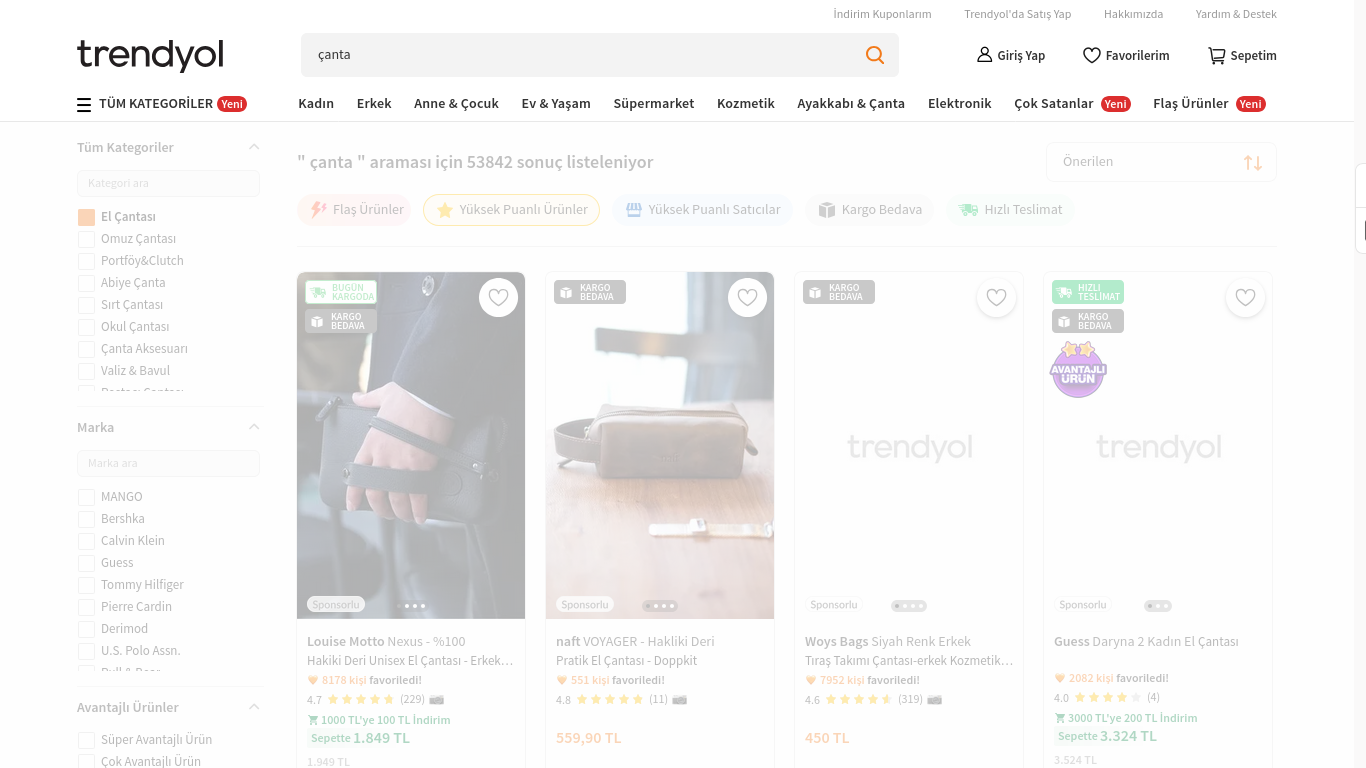 İndirim Kuponlarım Trendyol'da Satış Yap Hakkımızda Yardım & Destek
trendyol
çanta
Giriş Yap Favorilerim Sepetim
TÜM KATEGORİLER Yeni Kadın Erkek Anne & Çocuk Ev & Yaşam Süpermarket Kozmetik Ayakkabı & Çanta Elektronik Çok Satanlar Yeni Flaş Ürünler Yeni
Tüm Kategoriler
Kategori ara
El Çantası
Omuz Çantası
Portföy&Clutch
Abiye Çanta
Sırt Çantası
Okul Çantası
Çanta Aksesuarı
Valiz & Bavul
Marka
Marka ara
MANGO
Bershka
Calvin Klein
Guess
Tommy Hilfiger
Pierre Cardin
Derimod
U.S. Polo Assn.
Pull & Bear
Avantajlı Ürünler
Süper Avantajlı Ürün
Çok Avantajlı Ürün
" çanta " araması için 53842 sonuç listeleniyor
Önerilen
Flaş Ürünler Yüksek Puanlı Ürünler Yüksek Puanlı Satıcılar Kargo Bedava Hızlı Teslimat
BUGÜN
KARGODA
KARGO
BEDAVA
Sponsorlu
Louise Motto Nexus - %100
Hakiki Deri Unisex El Çantası - Erkek…
8178 kişi favoriledi!
4.7 (229)
1000 TL'ye 100 TL İndirim
Sepette 1.849 TL
1.949 TL
KARGO
BEDAVA
Sponsorlu
naft VOYAGER - Hakliki Deri
Pratik El Çantası - Doppkit
551 kişi favoriledi!
4.8 (11)
559,90 TL
KARGO
BEDAVA
trendyol
Sponsorlu
Woys Bags Siyah Renk Erkek
Tıraş Takımı Çantası-erkek Kozmetik…
7952 kişi favoriledi!
4.6 (319)
450 TL
HIZLI
TESLİMAT
KARGO
BEDAVA
AVANTAJLI
ÜRÜN
trendyol
Sponsorlu
Guess Daryna 2 Kadın El Çantası
2082 kişi favoriledi!
4.0 (4)
3000 TL'ye 200 TL İndirim
Sepette 3.324 TL
3.524 TL